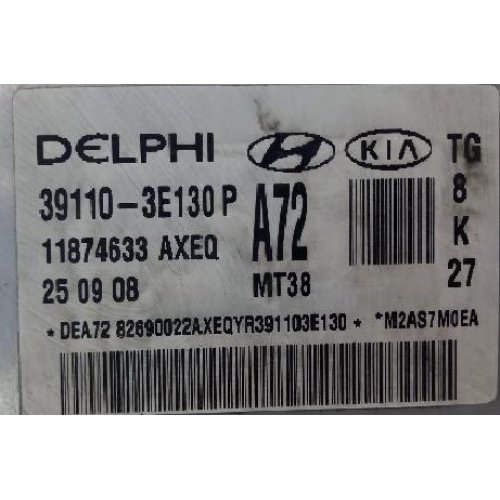 DELPHI H KIA TG
39110-3E130 P A72 8
11874633 AXEQ K
25 09 08 MT38 27
* DEA72 82690022AXEQYR391103E130 * *M2AS7M0EA